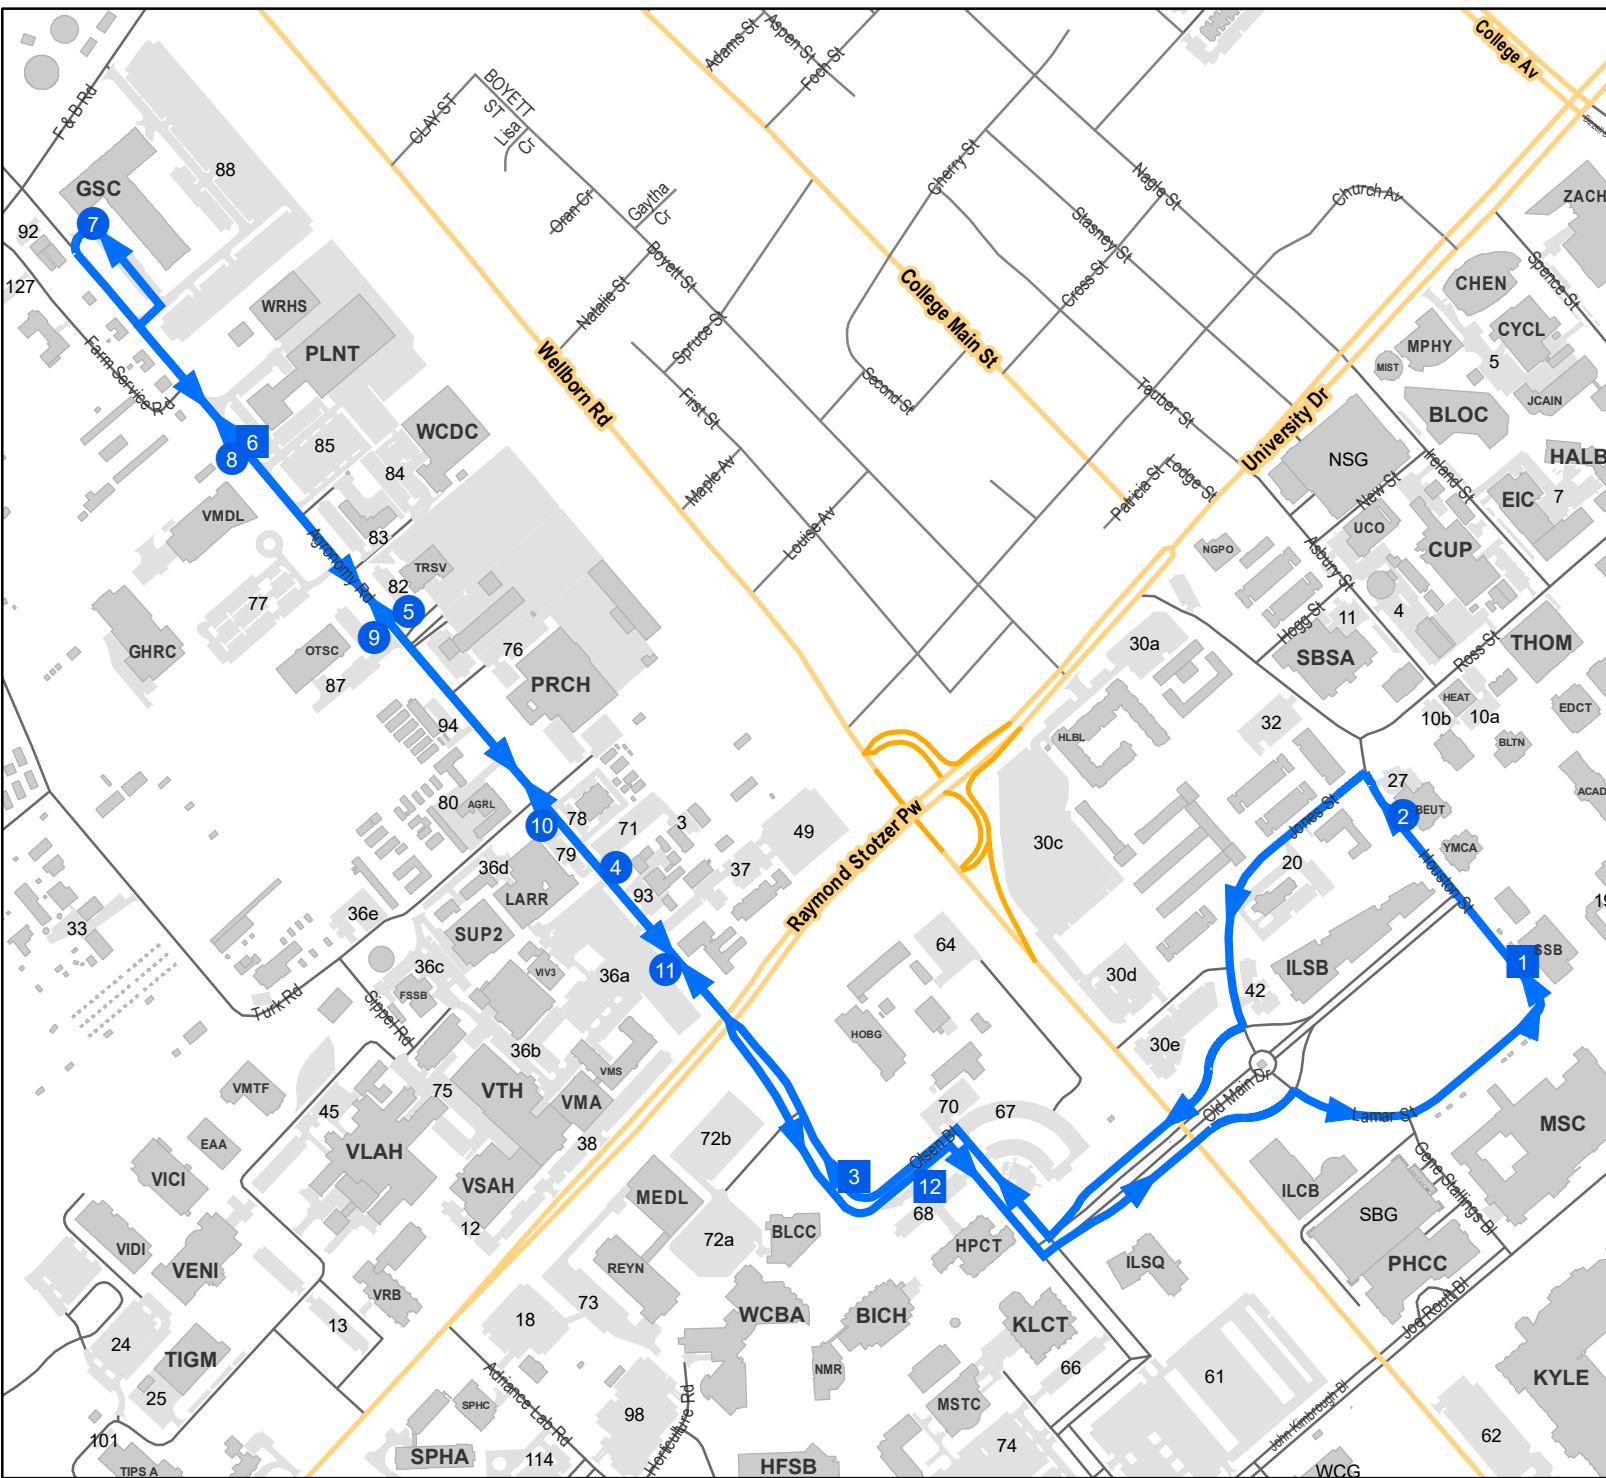 College Av
Adams St
Aspen St
Foch St
F & B Rd
BOYETT
ST
CLAY ST
Lisa
Ct
88
GSC
7
92
127
WRHS
PLNT
Farm Service Rd
Oran Cr
Gaytha
Cr
Boyett St
Natalie St
Spruce St
Wellborn Rd
First St
Maple Av
Louise Av
Second St
College Main St
Cherry St
Nagle St
Stasney St
Cross St
Church Av
Tauber St
University Dr
Patricia St
Lodge St
ZACH
Spence St
CHEN
CYCL
MPHY
MIST
5
JCAIN
BLOC
HALB
NSG
New St
Ireland St
EIC
7
UCO
CUP
NGPO
Asbury St
Hogg St
11
4
SBSA
Ross St
THOM
HEAT
10b
10a
EDCT
BLTN
ACAD
6
8
85
WCDC
84
VMDL
83
Agronomy Rd
TRSV
82
5
9
77
OTSC
87
GHRC
76
PRCH
94
80
AGRL
10
78
71
3
79
4
93
49
37
36d
LARR
36e
SUP2
33
36c
FSSB
VIV3
36a
11
Turk Rd
Sippel Rd
36b
VMS
VTH
VMA
75
38
VMTF
45
EAA
VLAH
VICI
VSAH
12
VIDI
VENI
VRB
13
24
TIGM
25
101
TIPS A
Raymond Stotzer Pw
30a
HLBL
32
30c
27
2
BEUT
Jones St
YMCA
20
Houston St
19
1
SSB
ILSB
42
64
30d
30e
HOBG
70
67
Old Main Dr
Lamar St
MSC
72b
Olsen Bl
3
12
68
MEDL
72a
BLCC
HPCT
ILSQ
ILCB
SBG
Gene Stallings Bl
PHCC
REYN
WCBA
BICH
KLCT
Joe Routt Bl
18
73
NMR
66
61
KYLE
MSTC
John Kimbrough Bl
62
Adriance Lab Rd
SPHC
98
Horticulture Rd
74
SPHA
114
HFSB
WCG